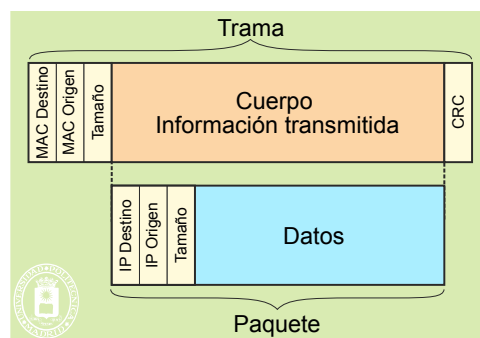 Trama
MAC Destino
MAC Origen
Tamaño
Cuerpo
Información transmitida
CRC
IP Destino
IP Origen
Tamaño
Datos
Paquete